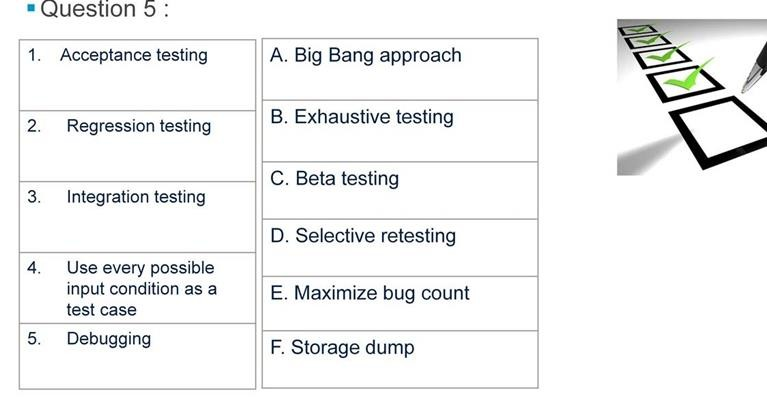 Question 5 :
1. Acceptance testing
2. Regression testing
3. Integration testing
4. Use every possible
input condition as a
test case
5. Debugging
A. Big Bang approach
B. Exhaustive testing
C. Beta testing
D. Selective retesting
E. Maximize bug count
F. Storage dump